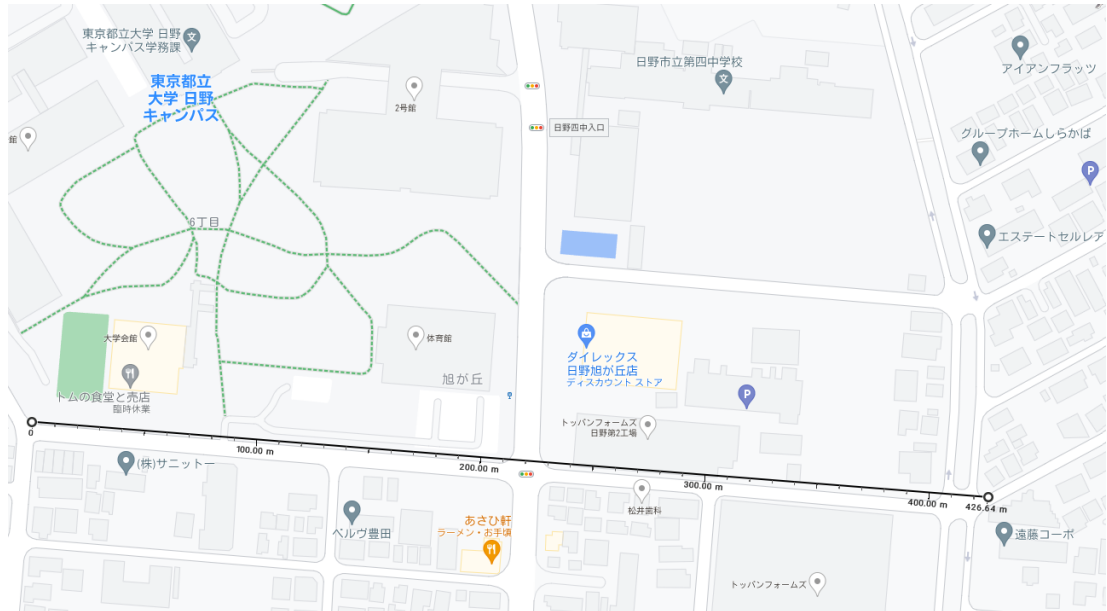 東京都立大学 日野
キャンパス学務課
東京都立
大学 日野
キャンパス
館
2号館
日野四中入口
日野市立第四中学校
アイアンフラッツ
グループホームしらかば
P
エステートセルレア
6丁目
大学会館
体育館
旭が丘
トムの食堂と売店
臨時休業
ダイレックス
日野旭が丘店
ディスカウント ストア
P
トッパンフォームズ
日野第2工場
0
100.00 m
200.00 m
300.00 m
400.00 m
426.64 m
(株)サニットー
ベルヴ豊田
あさひ軒
ラーメン・お手頃
松井歯科
トッパンフォームズ
遠藤コーポ